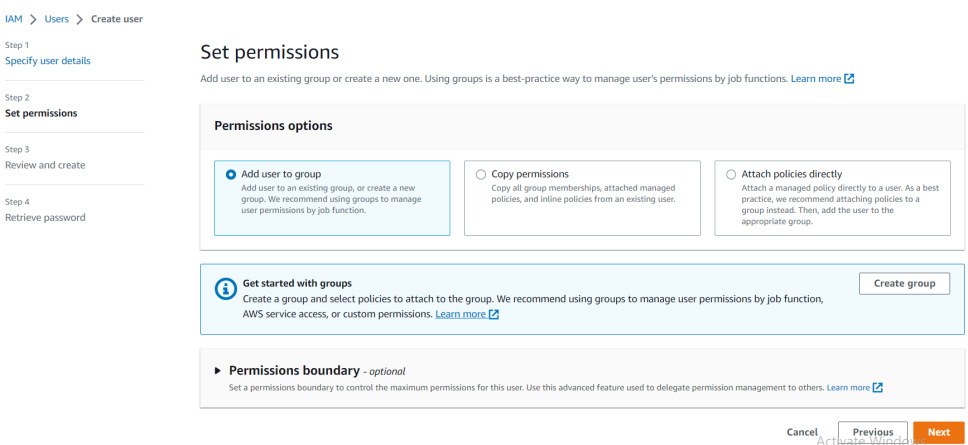 IAM > Users > Create user
Step 1
Specify user details
Step 2
Set permissions
Step 3
Review and create
Step 4
Retrieve password
Set permissions
Add user to an existing group or create a new one. Using groups is a best-practice way to manage user's permissions by job functions. Learn more
Permissions options
Add user to group
Add user to an existing group, or create a new
group. We recommend using groups to manage
user permissions by job function.
Copy permissions
Copy all group memberships, attached managed
policies, and inline policies from an existing user.
Attach policies directly
Attach a managed policy directly to a user. As a best
practice, we recommend attaching policies to a
group instead. Then, add the user to the
appropriate group.
Get started with groups
Create a group and select policies to attach to the group. We recommend using groups to manage user permissions by job function,
AWS service access, or custom permissions. Learn more
Create group
Permissions boundary - optional
Set a permissions boundary to control the maximum permissions for this user. Use this advanced feature used to delegate permission management to others. Learn more
Cancel
Previous
Next
Activate Windows